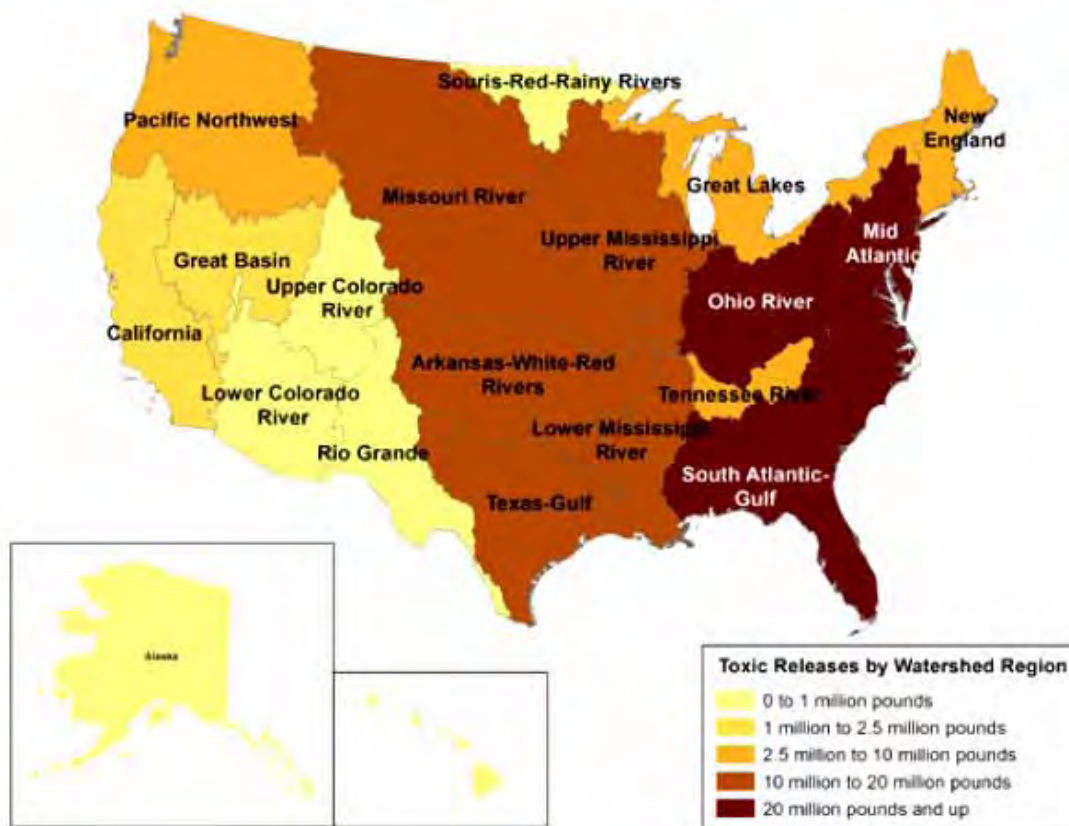 Souris-Red-Rainy Rivers
Pacific Northwest
New
England
Great Lakes
Missouri River
Mid
Atlantic
Upper Mississippi
River
Great Basin
Upper Colorado
River
Ohio River
California
Arkansas-White-Red
Rivers
Lower Colorado
River
Tennessee River
Lower Mississippi
River
Rio Grande
South Atlantic-
Gulf
Texas-Gulf
Alaska
Toxic Releases by Watershed Region
0 to 1 million pounds
1 million to 2.5 million pounds
2.5 million to 10 million pounds
10 million to 20 million pounds
20 million pounds and up